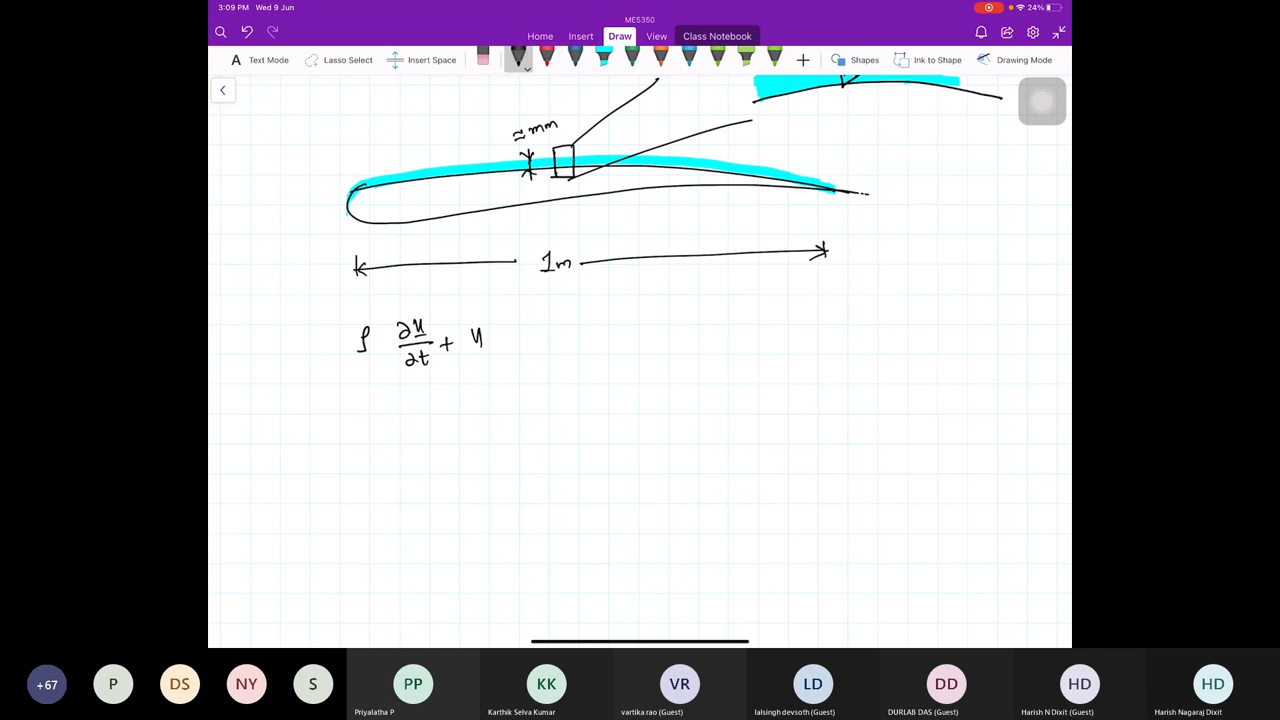 3:09 PM Wed 9 Jun
24%
ME5350
Home Insert Draw View Class Notebook
Text Mode Lasso Select Insert Space Shapes Ink to Shape Drawing Mode
≈mm
1m
ρ ∂u/∂t + u
+67 P DS NY S PP KK VR LD DD HD HD
Priyalatha P Karthik Selva Kumar vartika rao (Guest) lalsingh devsoth (Guest) DURLAB DAS (Guest) Harish N Dixit (Guest) Harish Nagaraj Dixit